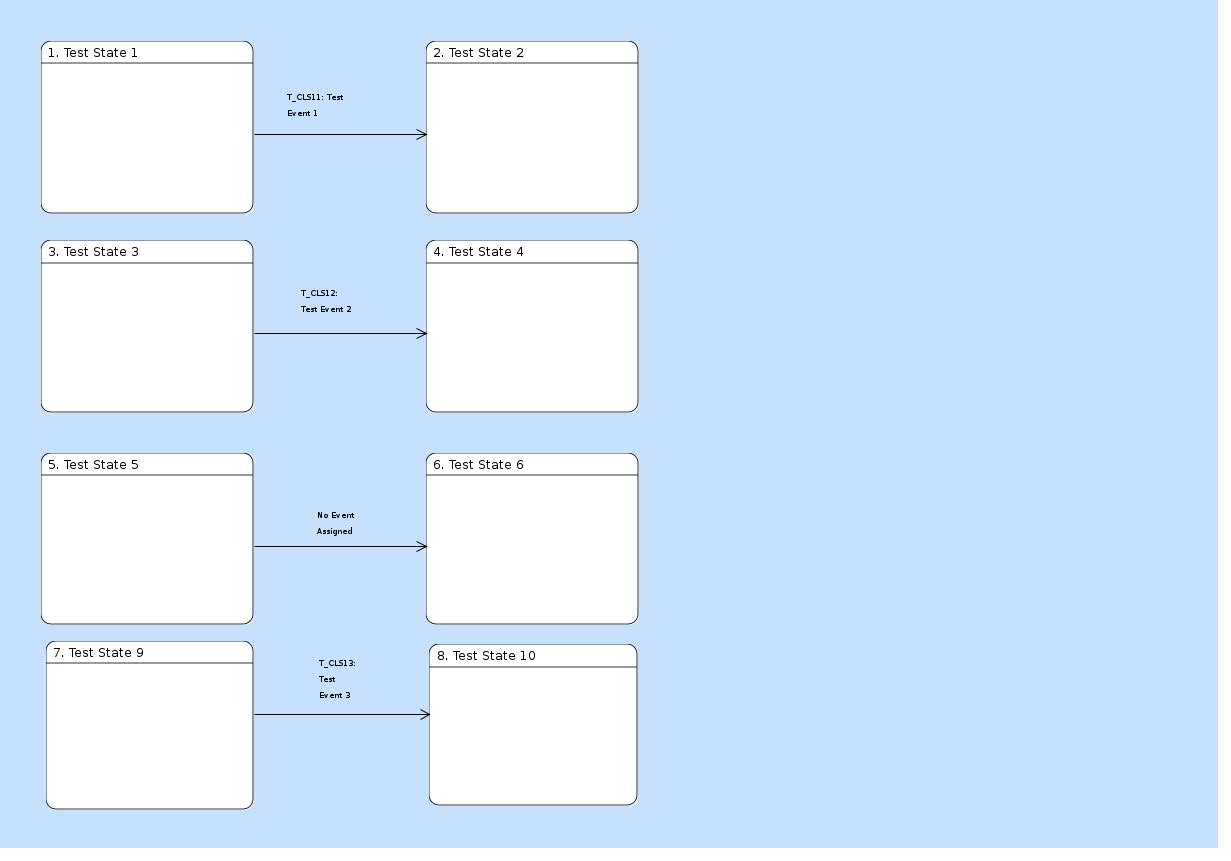 1. Test State 1
2. Test State 2
T_CLS11: Test
Event 1
3. Test State 3
4. Test State 4
T_CLS12:
Test Event 2
5. Test State 5
6. Test State 6
No Event
Assigned
7. Test State 9
8. Test State 10
T_CLS13:
Test
Event 3